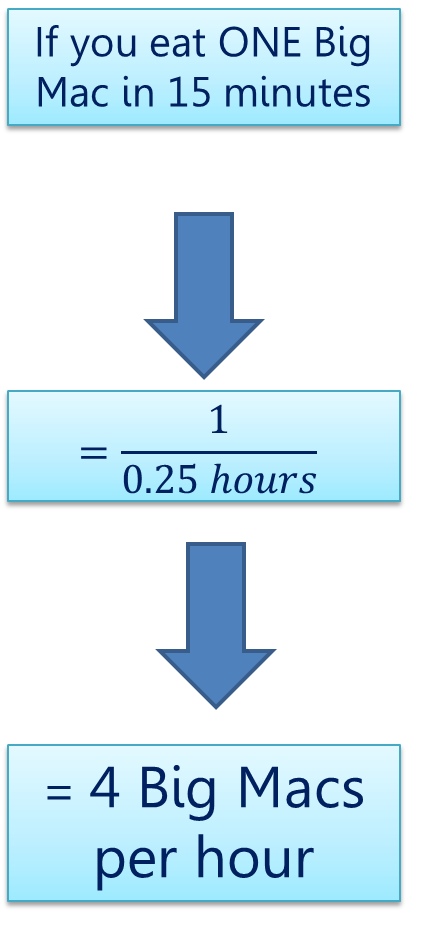 If you eat ONE Big
Mac in 15 minutes
1
=
0.25 hours
= 4 Big Macs
per hour